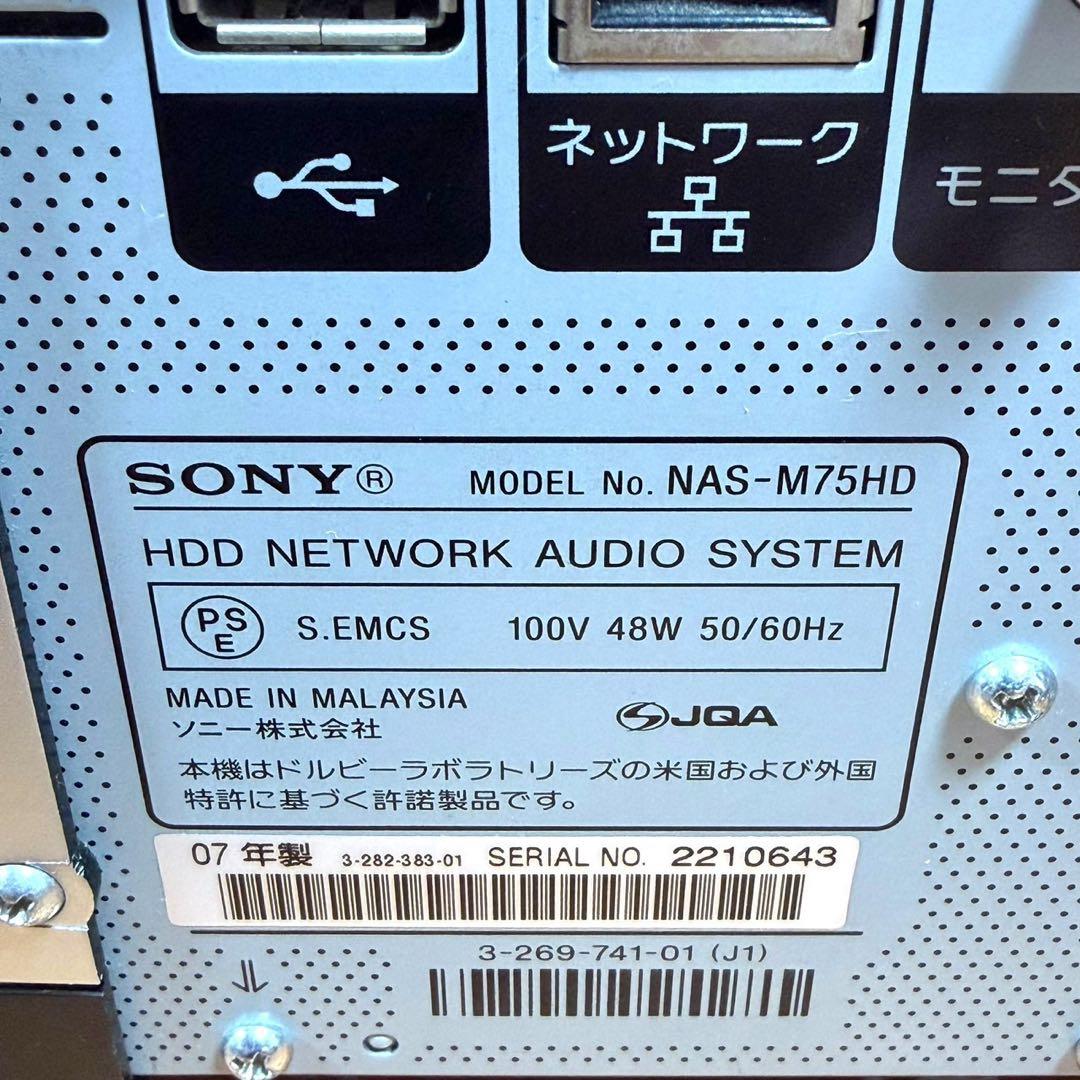 ネットワーク
モニタ
SONY® MODEL No. NAS-M75HD
HDD NETWORK AUDIO SYSTEM
PSE S.EMCS 100V 48W 50/60Hz
MADE IN MALAYSIA
ソニー株式会社 JQA
本機はドルビーラボラトリーズの米国および外国
特許に基づく許諾製品です。
07 年製 3-282-383-01 SERIAL NO. 2210643
3-269-741-01 (J1)